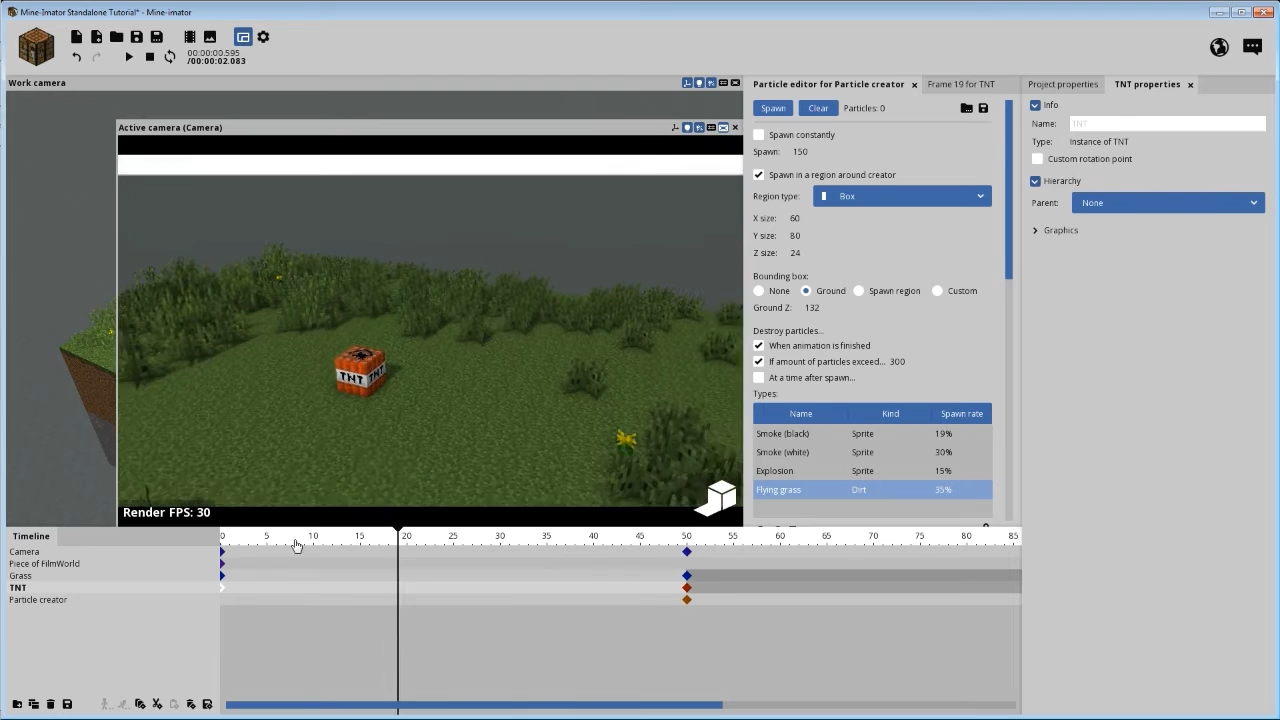 Mine-Imator Standalone Tutorial* - Mine-imator
00:00:00.595
/00:00:02.083
Work camera
Active camera (Camera)
TNT TNT
Render FPS: 30
Particle editor for Particle creator
Frame 19 for TNT
Spawn Clear Particles: 0
Spawn constantly
Spawn: 150
Spawn in a region around creator
Region type: Box
X size: 60
Y size: 80
Z size: 24
Bounding box:
None Ground Spawn region Custom
Ground Z: 132
Destroy particles...
When animation is finished
If amount of particles exceed... 300
At a time after spawn...
Types:
Name Kind Spawn rate
Smoke (black) Sprite 19%
Smoke (white) Sprite 30%
Explosion Sprite 15%
Flying grass Dirt 35%
Project properties TNT properties
Info
Name: TNT
Type: Instance of TNT
Custom rotation point
Hierarchy
Parent: None
Graphics
Timeline
0 5 10 15 20 25 30 35 40 45 50 55 60 65 70 75 80 85
Camera
Piece of FilmWorld
Grass
TNT
Particle creator